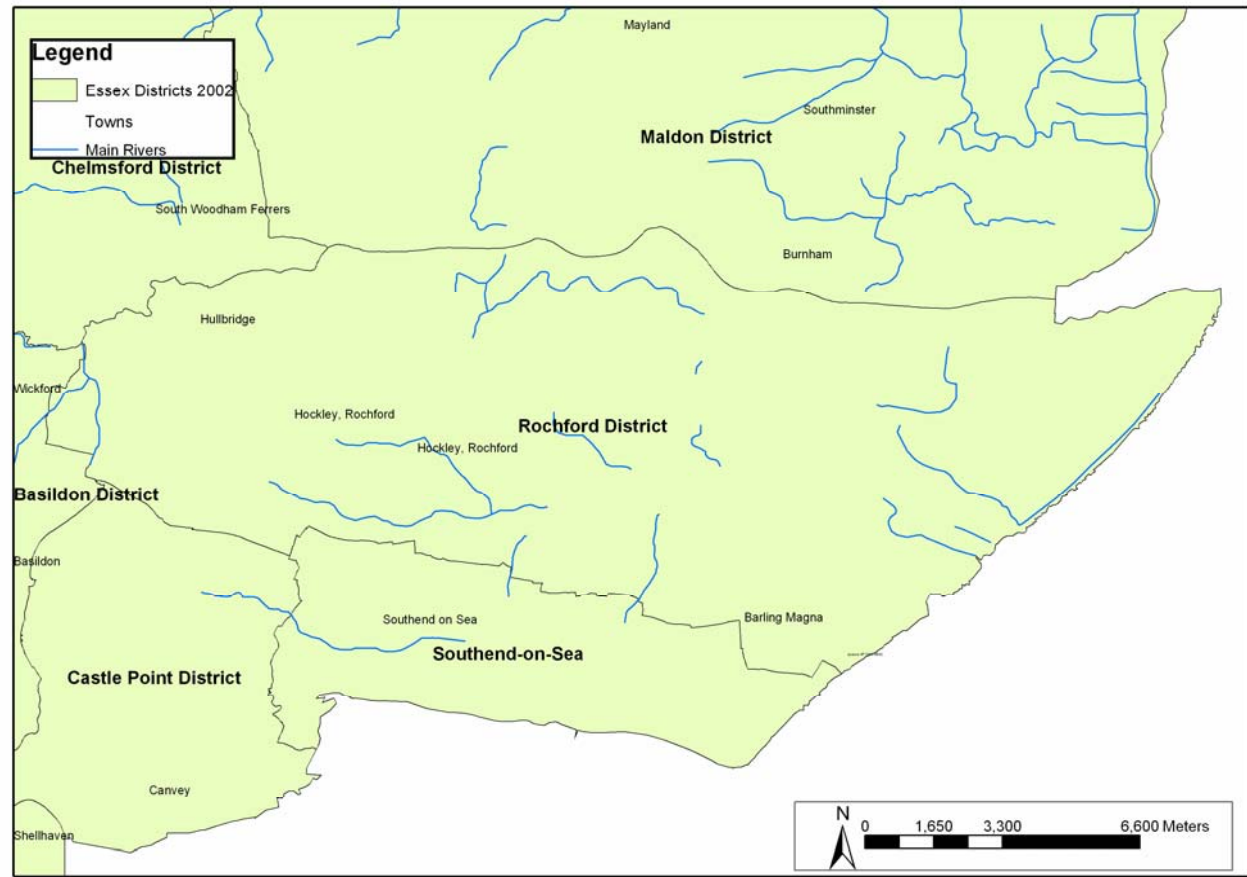 Mayland
Legend
Essex Districts 2002
Towns
Main Rivers
Southminster
Maldon District
Chelmsford District
South Woodham Ferrers
Burnham
Hullbridge
Wickford
Hockley, Rochford
Rochford District
Hockley, Rochford
Basildon District
Basildon
Southend on Sea
Barling Magna
Southend-on-Sea
Castle Point District
Canvey
Shellhaven
N
0 1,650 3,300 6,600 Meters